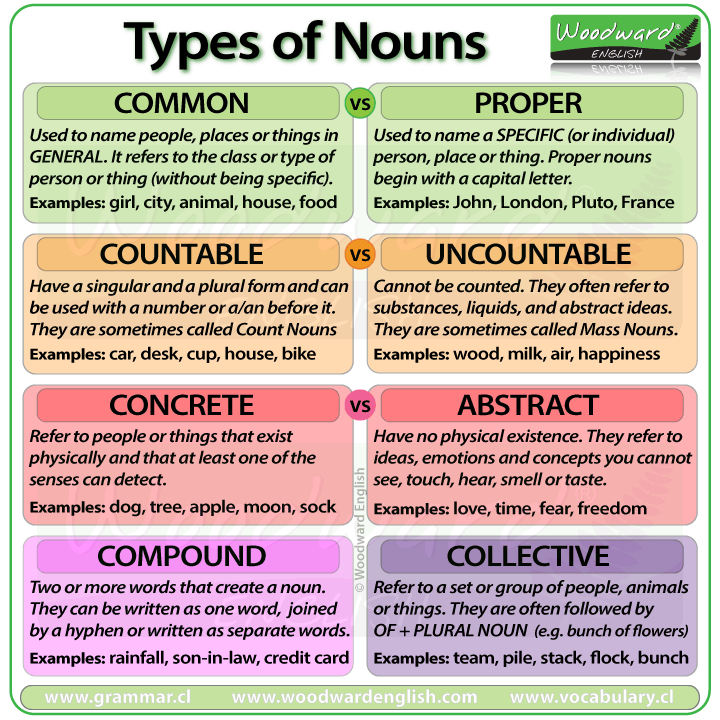 Types of Nouns
Woodward®
ENGLISH
COMMON
Used to name people, places or things in
GENERAL. It refers to the class or type of
person or thing (without being specific).
Examples: girl, city, animal, house, food
vs
PROPER
Used to name a SPECIFIC (or individual)
person, place or thing. Proper nouns
begin with a capital letter.
Examples: John, London, Pluto, France
COUNTABLE
Have a singular and a plural form and can
be used with a number or a/an before it.
They are sometimes called Count Nouns
Examples: car, desk, cup, house, bike
vs
UNCOUNTABLE
Cannot be counted. They often refer to
substances, liquids, and abstract ideas.
They are sometimes called Mass Nouns.
Examples: wood, milk, air, happiness
CONCRETE
Refer to people or things that exist
physically and that at least one of the
senses can detect.
Examples: dog, tree, apple, moon, sock
vs
ABSTRACT
Have no physical existence. They refer to
ideas, emotions and concepts you cannot
see, touch, hear, smell or taste.
Examples: love, time, fear, freedom
© Woodward English
COMPOUND
Two or more words that create a noun.
They can be written as one word, joined
by a hyphen or written as separate words.
Examples: rainfall, son-in-law, credit card
COLLECTIVE
Refer to a set or group of people, animals
or things. They are often followed by
OF + PLURAL NOUN (e.g. bunch of flowers)
Examples: team, pile, stack, flock, bunch
www.grammar.cl www.woodwardenglish.com www.vocabulary.cl